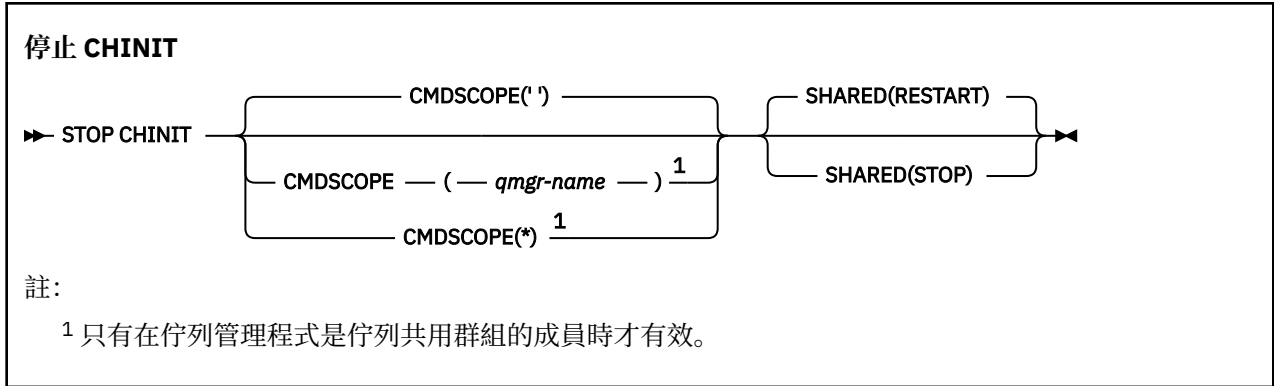 停止 CHINIT
CMDSCOPE(' ')
SHARED(RESTART)
STOP CHINIT
CMDSCOPE ( qmgr-name ) 1
SHARED(STOP)
CMDSCOPE(*) 1
註：
1 只有在佇列管理程式是佇列共用群組的成員時才有效。